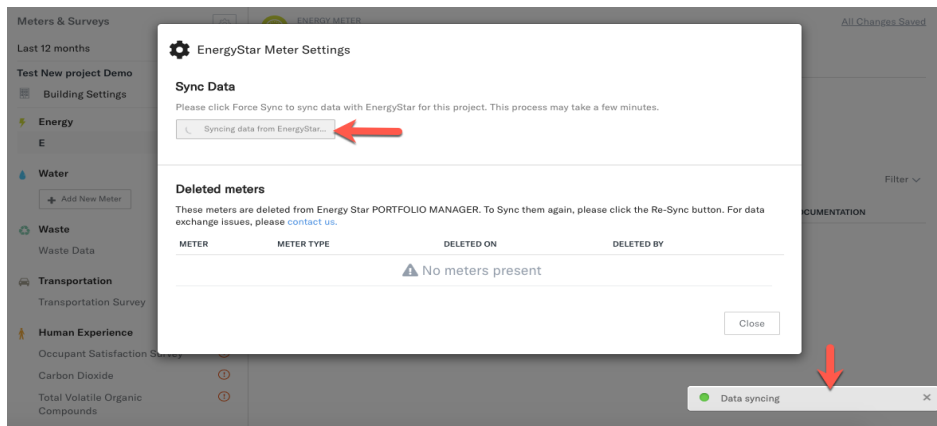 Meters & Surveys
ENERGY METER
All Changes Saved
Last 12 months
Test New project Demo
Building Settings
Energy
E
Water
Add New Meter
Waste
Waste Data
Transportation
Transportation Survey
Human Experience
Occupant Satisfaction Survey
Carbon Dioxide
Total Volatile Organic
Compounds
EnergyStar Meter Settings
Sync Data
Please click Force Sync to sync data with EnergyStar for this project. This process may take a few minutes.
Syncing data from EnergyStar...
Deleted meters
These meters are deleted from Energy Star PORTFOLIO MANAGER. To Sync them again, please click the Re-Sync button. For data
exchange issues, please contact us.
METER METER TYPE DELETED ON DELETED BY
No meters present
Close
Filter
Data syncing